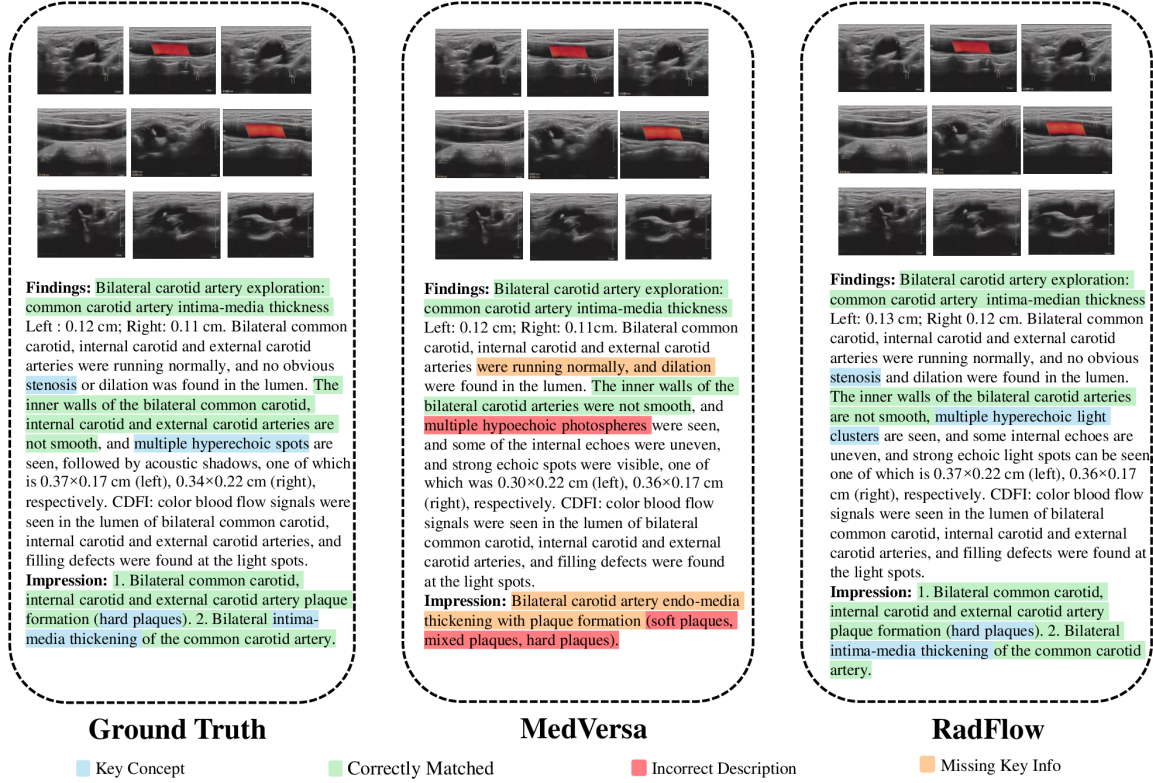 Findings: Bilateral carotid artery exploration:
common carotid artery intima-media thickness
Left : 0.12 cm; Right: 0.11 cm. Bilateral common
carotid, internal carotid and external carotid
arteries were running normally, and no obvious
stenosis or dilation was found in the lumen. The
inner walls of the bilateral common carotid,
internal carotid and external carotid arteries are
not smooth, and multiple hyperechoic spots are
seen, followed by acoustic shadows, one of which
is 0.37×0.17 cm (left), 0.34×0.22 cm (right),
respectively. CDFI: color blood flow signals were
seen in the lumen of bilateral common carotid,
internal carotid and external carotid arteries, and
filling defects were found at the light spots.
Impression: 1. Bilateral common carotid,
internal carotid and external carotid artery plaque
formation (hard plaques). 2. Bilateral intima-
media thickening of the common carotid artery.
Ground Truth
Findings: Bilateral carotid artery exploration:
common carotid artery intima-media thickness
Left: 0.12 cm; Right: 0.11cm. Bilateral common
carotid, internal carotid and external carotid
arteries were running normally, and dilation
were found in the lumen. The inner walls of the
bilateral carotid arteries were not smooth, and
multiple hypoechoic photospheres were seen,
and some of the internal echoes were uneven,
and strong echoic spots were visible, one of
which was 0.30×0.22 cm (left), 0.36×0.17 cm
(right), respectively. CDFI: color blood flow
signals were seen in the lumen of bilateral
common carotid, internal carotid and external
carotid arteries, and filling defects were found
at the light spots.
Impression: Bilateral carotid artery endo-media
thickening with plaque formation (soft plaques,
mixed plaques, hard plaques).
MedVersa
Findings: Bilateral carotid artery exploration:
common carotid artery intima-median thickness
Left: 0.13 cm; Right 0.12 cm. Bilateral common
carotid, internal carotid and external carotid
arteries were running normally, and no obvious
stenosis and dilation were found in the lumen.
The inner walls of the bilateral carotid arteries
are not smooth, multiple hyperechoic light
clusters are seen, and some internal echoes are
uneven, and strong echoic light spots can be seen
one of which is 0.37×0.22 cm (left), 0.36×0.17
cm (right), respectively. CDFI: color blood flow
signals were seen in the lumen of bilateral
common carotid, internal carotid and external
carotid arteries, and filling defects were found at
the light spots.
Impression: 1. Bilateral common carotid,
internal carotid and external carotid artery
plaque formation (hard plaques). 2. Bilateral
intima-media thickening of the common carotid
artery.
RadFlow
Key Concept
Correctly Matched
Incorrect Description
Missing Key Info